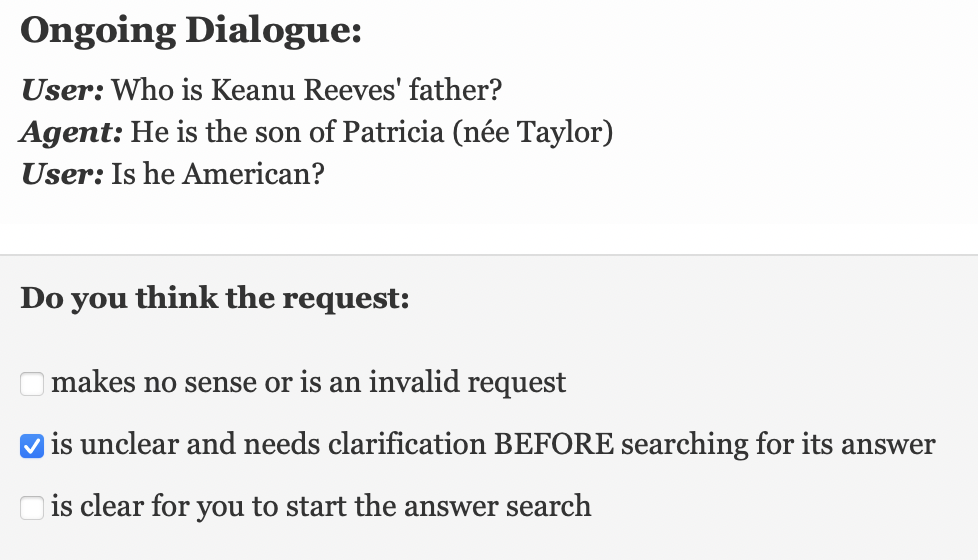 Ongoing Dialogue:
User: Who is Keanu Reeves' father?
Agent: He is the son of Patricia (née Taylor)
User: Is he American?
Do you think the request:
makes no sense or is an invalid request
is unclear and needs clarification BEFORE searching for its answer
is clear for you to start the answer search